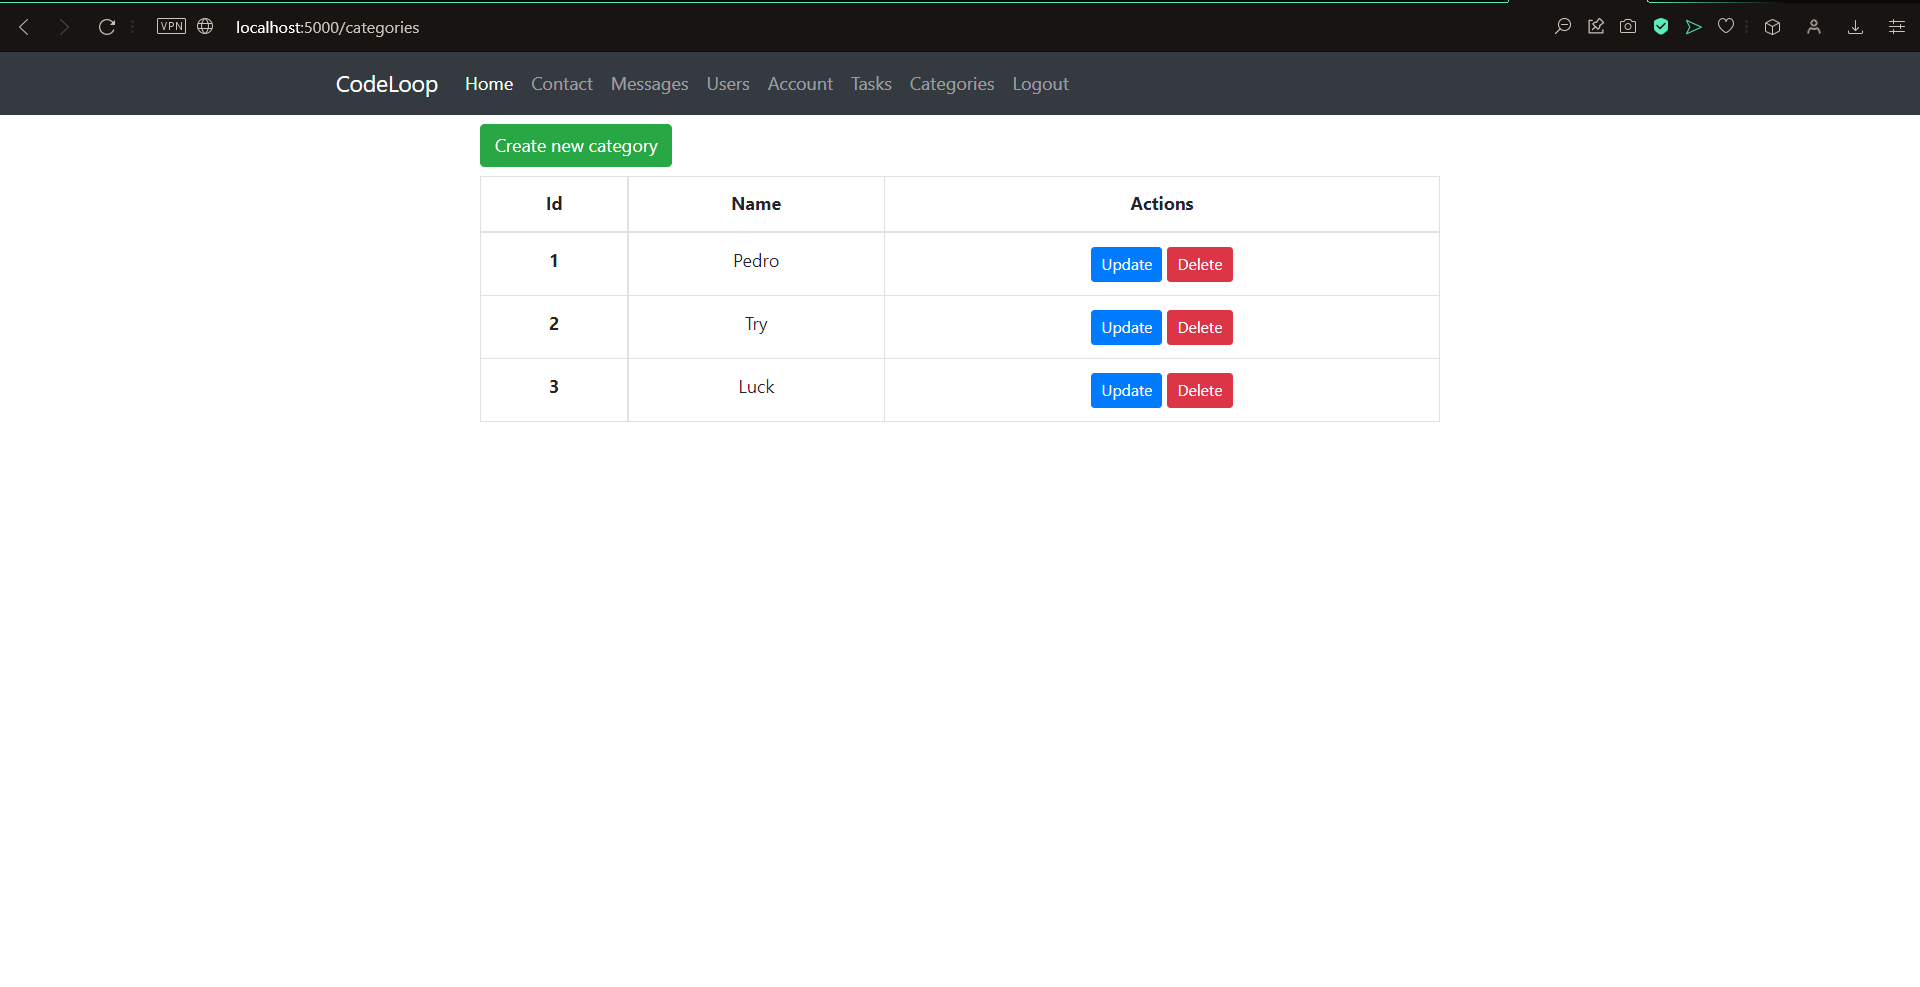 VPN localhost:5000/categories
CodeLoop Home Contact Messages Users Account Tasks Categories Logout
Create new category
Id Name Actions
1 Pedro Update Delete
2 Try Update Delete
3 Luck Update Delete